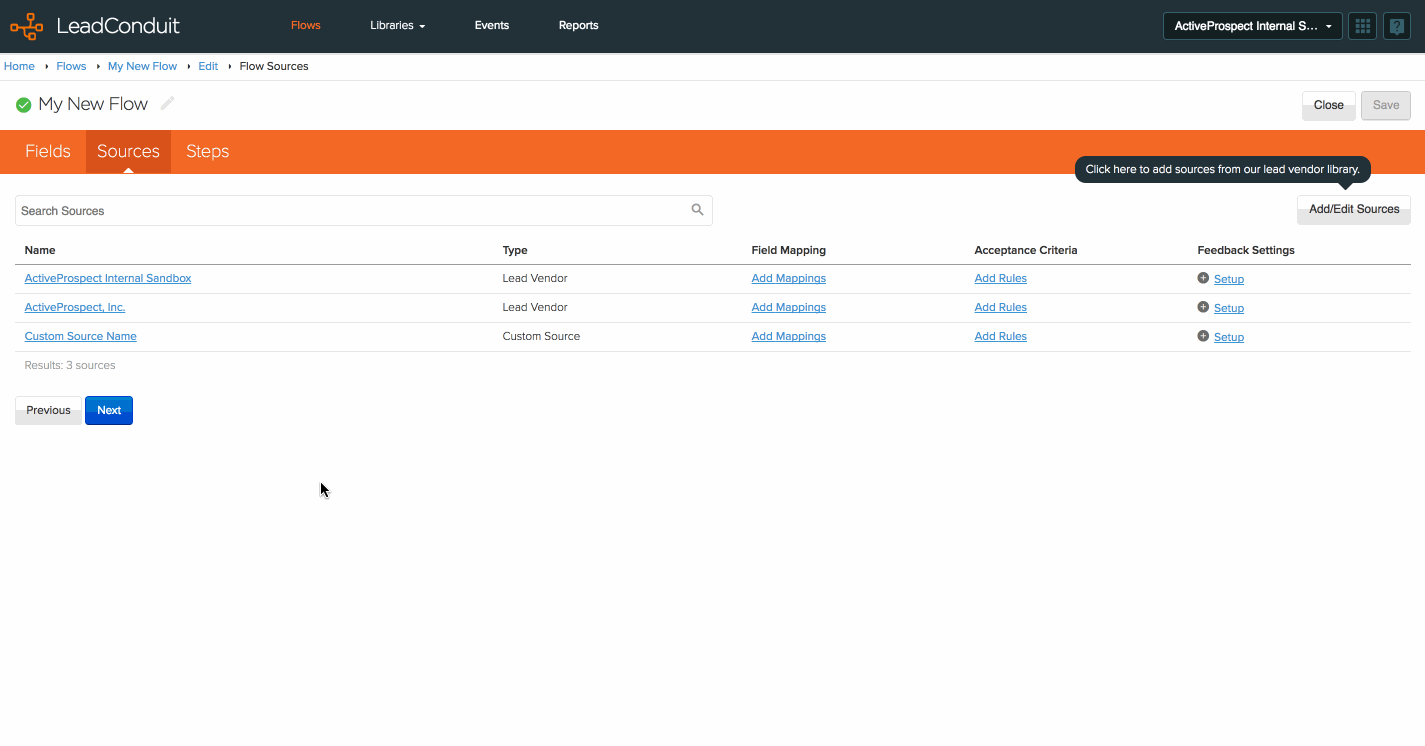 LeadConduit Flows Libraries Events Reports ActiveProspect Internal S...
Home Flows My New Flow Edit Flow Sources
My New Flow Close Save
Fields Sources Steps
Click here to add sources from our lead vendor library.
Search Sources Add/Edit Sources
Name Type Field Mapping Acceptance Criteria Feedback Settings
ActiveProspect Internal Sandbox Lead Vendor Add Mappings Add Rules Setup
ActiveProspect, Inc. Lead Vendor Add Mappings Add Rules Setup
Custom Source Name Custom Source Add Mappings Add Rules Setup
Results: 3 sources
Previous Next